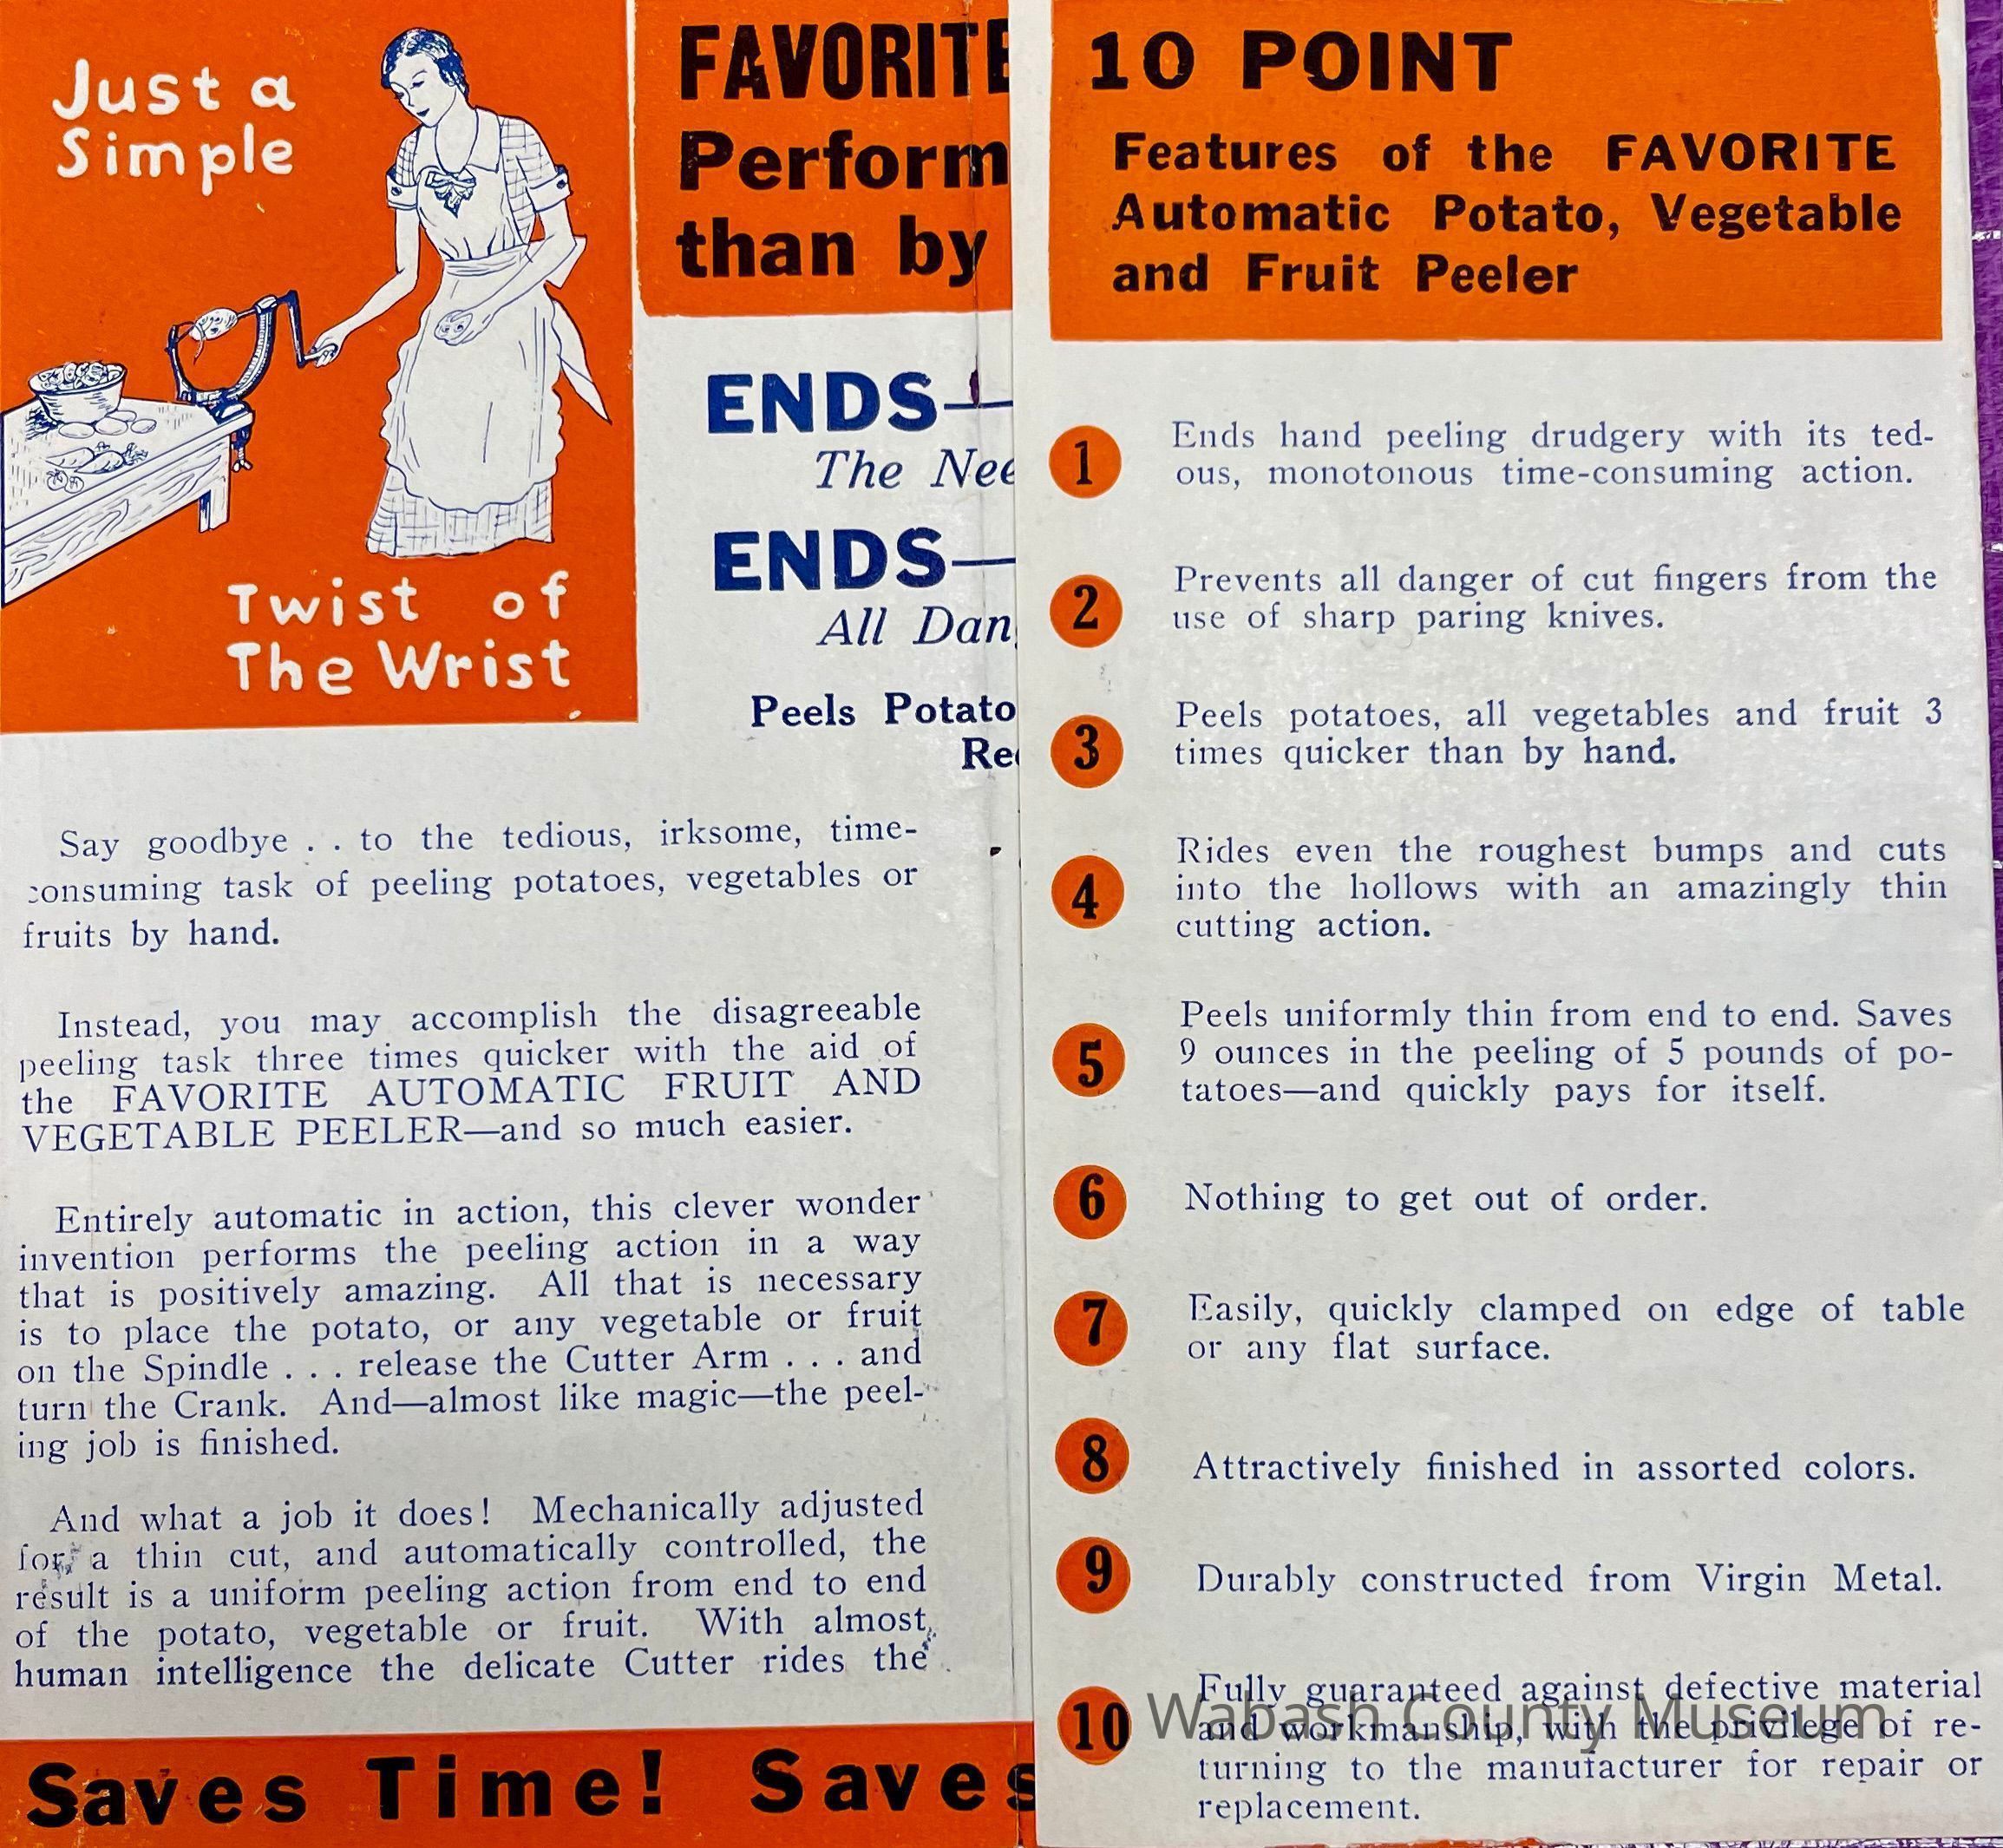 Just a
Simple
Twist of
The Wrist
FAVORITE
Perform
than by
ENDS—
The
ENDS—
All
Peels
Say goodbye . . to the tedious, irksome, time-
consuming task of peeling potatoes, vegetables or
fruits by hand.
Instead, you may accomplish the disagreeable
peeling task three times quicker with the aid of
the FAVORITE AUTOMATIC FRUIT AND
VEGETABLE PEELER—and so much easier.
Entirely automatic in action, this clever wonder
invention performs the peeling action in a way
that is positively amazing. All that is necessary
is to place the potato, or any vegetable or fruit
on the Spindle . . . release the Cutter Arm . . . and
turn the Crank. And—almost like magic—the peel-
ing job is finished.
And what a job it does! Mechanically adjusted
for a thin cut, and automatically controlled, the
result is a uniform peeling action from end to end
of the potato, vegetable or fruit. With almost
human intelligence the delicate Cutter rides the
Saves Time! Saves
10 POINT
Features of the FAVORITE
Automatic Potato, Vegetable
and Fruit Peeler
1 Ends hand peeling drudgery with its ted-
ous, monotonous time-consuming action.
2 Prevents all danger of cut fingers from the
use of sharp paring knives.
3 Peels potatoes, all vegetables and fruit 3
times quicker than by hand.
4 Rides even the roughest bumps and cuts
into the hollows with an amazingly thin
cutting action.
5 Peels uniformly thin from end to end. Saves
9 ounces in the peeling of 5 pounds of po-
tatoes—and quickly pays for itself.
6 Nothing to get out of order.
7 Easily, quickly clamped on edge of table
or any flat surface.
8 Attractively finished in assorted colors.
9 Durably constructed from Virgin Metal.
10 Fully guaranteed against defective material
and workmanship, with the privilege of re-
turning to the manufacturer for repair or
replacement.
Wabash County Museum